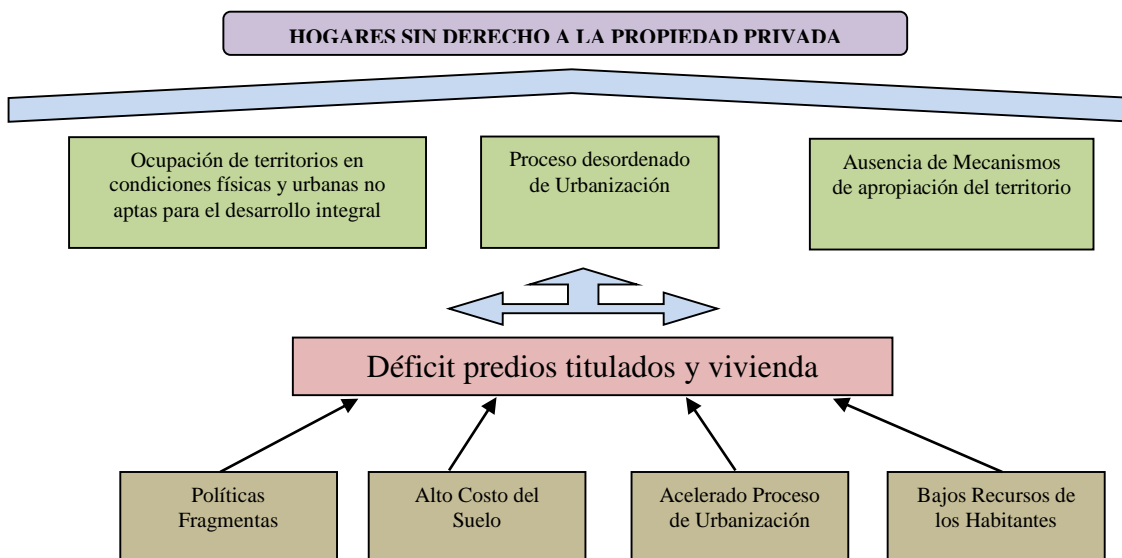 HOGARES SIN DERECHO A LA PROPIEDAD PRIVADA
Ocupación de territorios en
condiciones físicas y urbanas no
aptas para el desarrollo integral
Proceso desordenado
de Urbanización
Ausencia de Mecanismos
de apropiación del territorio
Déficit predios titulados y vivienda
Políticas
Fragmentas
Alto Costo del
Suelo
Acelerado Proceso
de Urbanización
Bajos Recursos de
los Habitantes